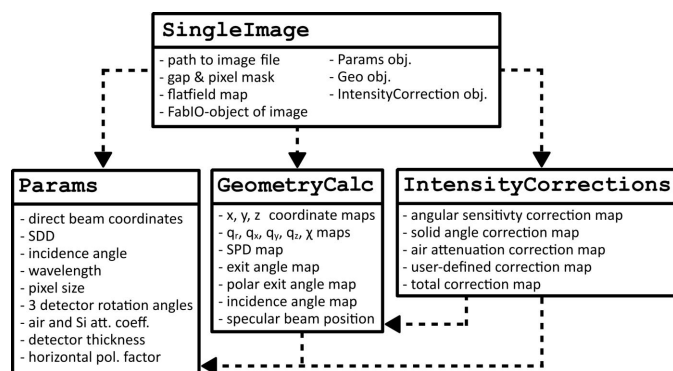 SingleImage
- path to image file
- gap & pixel mask
- flatfield map
- FabIO-object of image
- Params obj.
- Geo obj.
- IntensityCorrection obj.
Params
- direct beam coordinates
- SDD
- incidence angle
- wavelength
- pixel size
- 3 detector rotation angles
- air and Si att. coeff.
- detector thickness
- horizontal pol. factor
GeometryCalc
- x, y, z coordinate maps
- qr, qx, qy, qz, χ maps
- SPD map
- exit angle map
- polar exit angle map
- incidence angle map
- specular beam position
IntensityCorrections
- angular sensitivty correction map
- solid angle correction map
- air attenuation correction map
- user-defined correction map
- total correction map